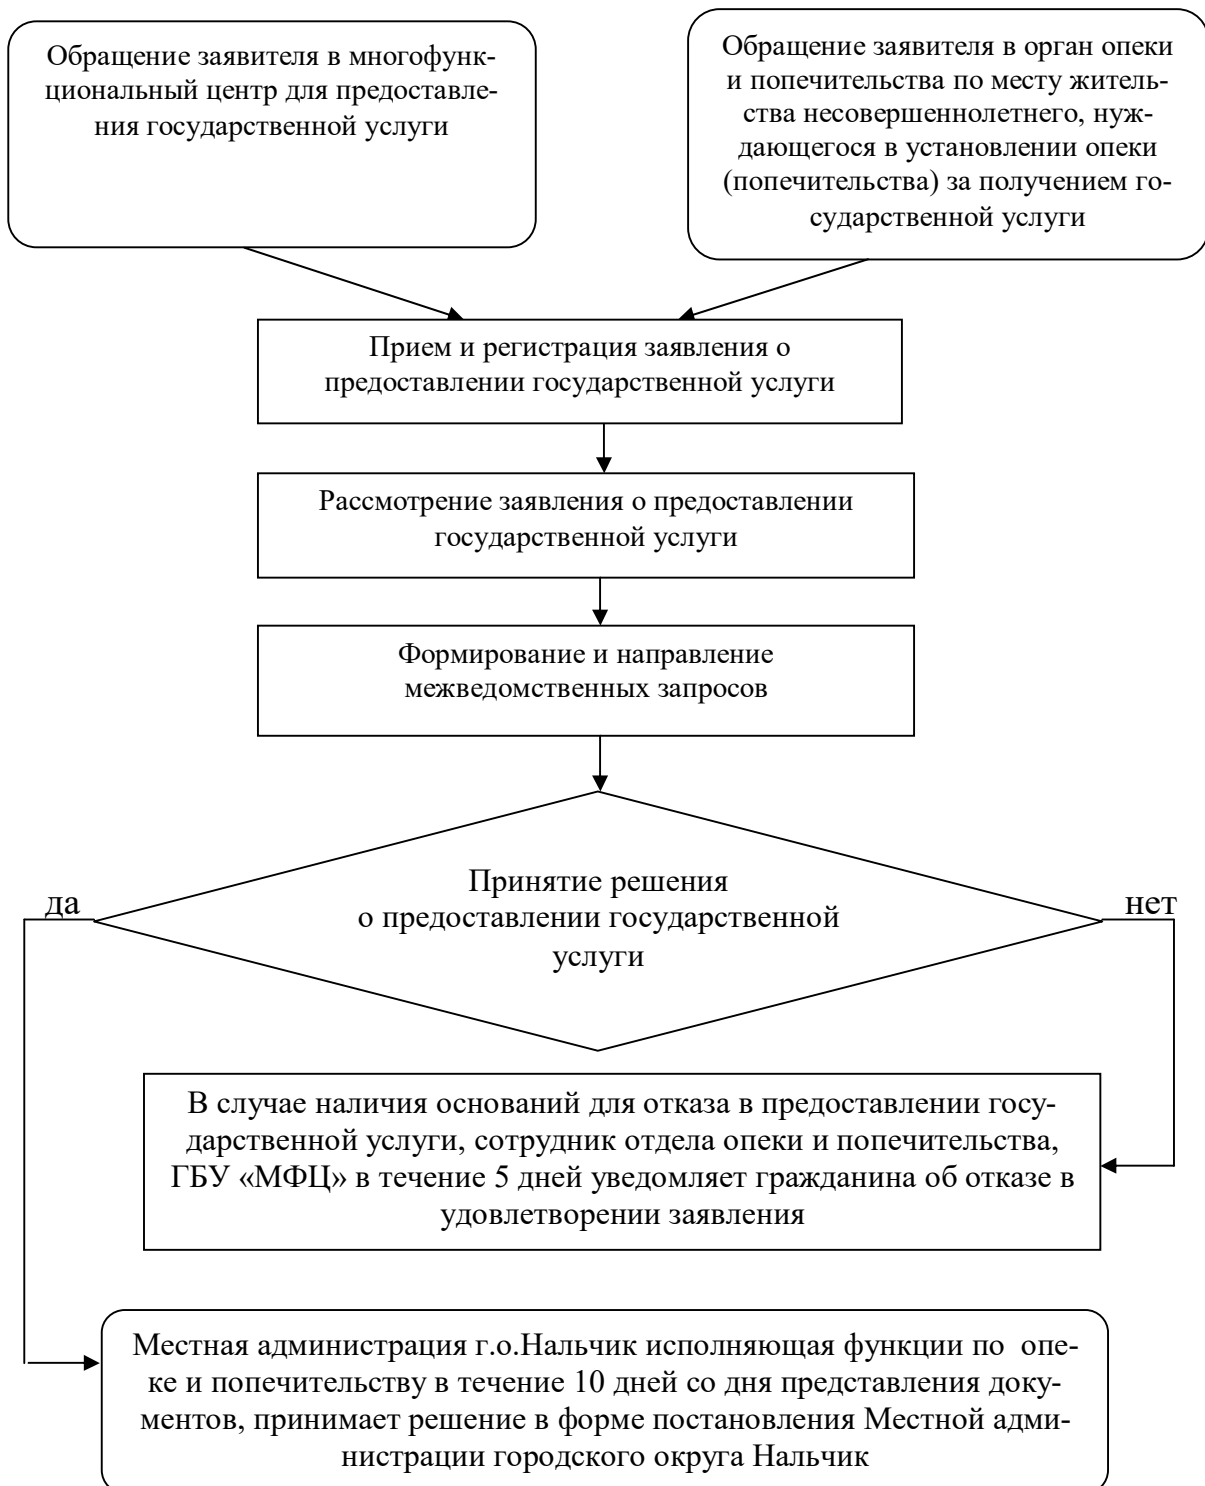 Обращение заявителя в многофунк-
циональный центр для предоставле-
ния государственной услуги
Обращение заявителя в орган опеки
и попечительства по месту житель-
ства несовершеннолетнего, нуж-
дающегося в установлении опеки
(попечительства) за получением го-
сударственной услуги
Прием и регистрация заявления о
предоставлении государственной услуги
Рассмотрение заявления о предоставлении
государственной услуги
Формирование и направление
межведомственных запросов
да
Принятие решения
о предоставлении государственной
услуги
нет
В случае наличия оснований для отказа в предоставлении госу-
дарственной услуги, сотрудник отдела опеки и попечительства,
ГБУ «МФЦ» в течение 5 дней уведомляет гражданина об отказе в
удовлетворении заявления
Местная администрация г.о.Нальчик исполняющая функции по опе-
ке и попечительству в течение 10 дней со дня представления доку-
ментов, принимает решение в форме постановления Местной адми-
нистрации городского округа Нальчик